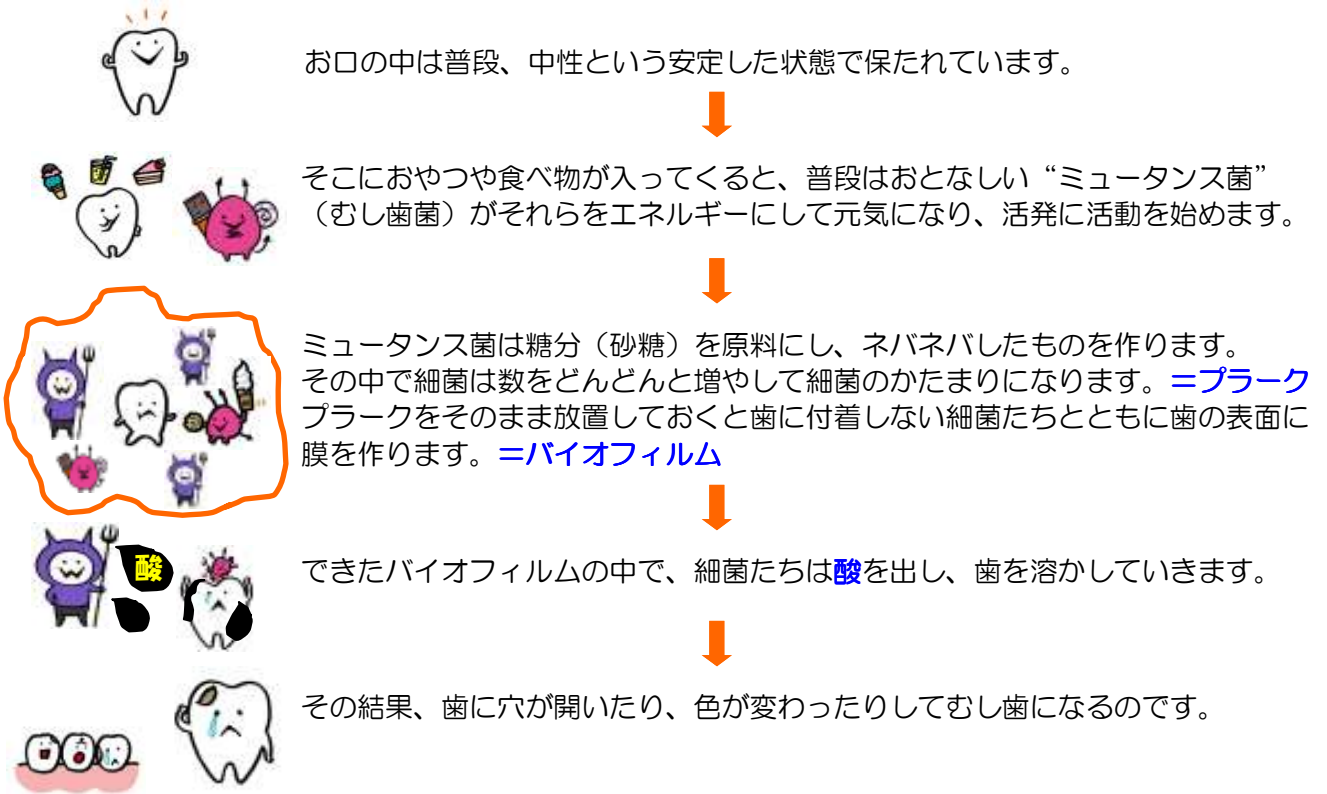 お口の中は普段、中性という安定した状態で保たれています。
そこにおやつや食べ物が入ってくると、普段はおとなしい“ミュータンス菌”
（むし歯菌）がそれらをエネルギーにして元気になり、活発に活動を始めます。
ミュータンス菌は糖分（砂糖）を原料にし、ネバネバしたものを作ります。
その中で細菌は数をどんどんと増やして細菌のかたまりになります。＝プラーク
プラークをそのまま放置しておくと歯に付着しない細菌たちとともに歯の表面に
膜を作ります。＝バイオフィルム
酸
できたバイオフィルムの中で、細菌たちは酸を出し、歯を溶かしていきます。
その結果、歯に穴が開いたり、色が変わったりしてむし歯になるのです。